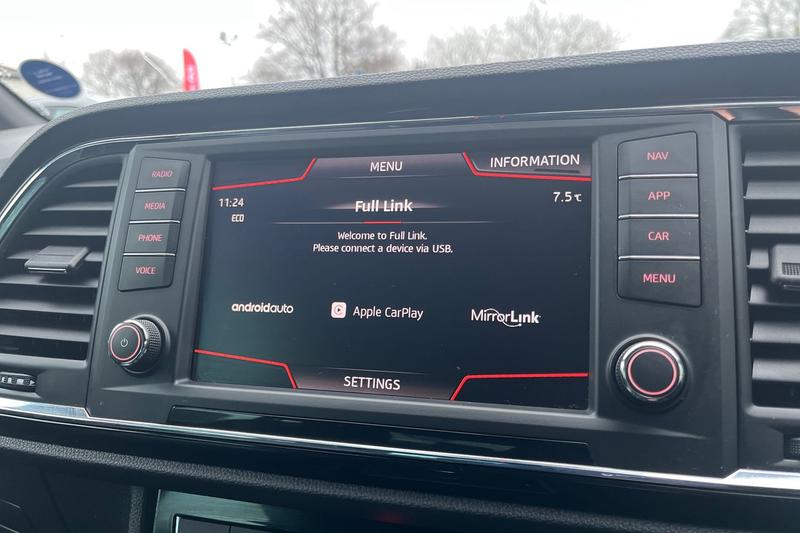 RADIO
MEDIA
PHONE
VOICE
MENU
INFORMATION
11:24
7.5°C
ECO
Full Link
Welcome to Full Link.
Please connect a device via USB.
androidauto
Apple CarPlay
MirrorLink
SETTINGS
NAV
APP
CAR
MENU